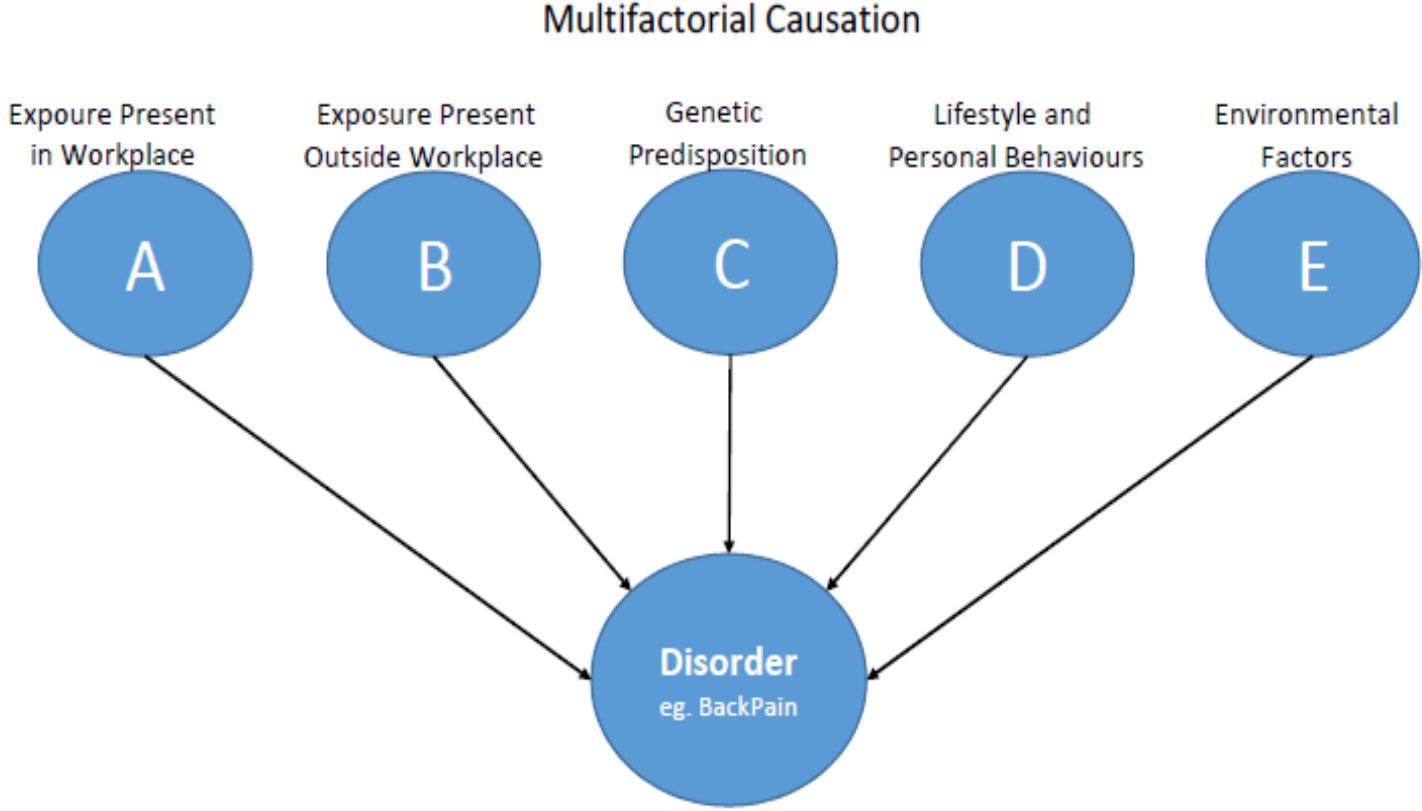 Multifactorial Causation
Expoure Present
in Workplace
Exposure Present
Outside Workplace
Genetic
Predisposition
Lifestyle and
Personal Behaviours
Environmental
Factors
A
B
C
D
E
Disorder
eg. BackPain